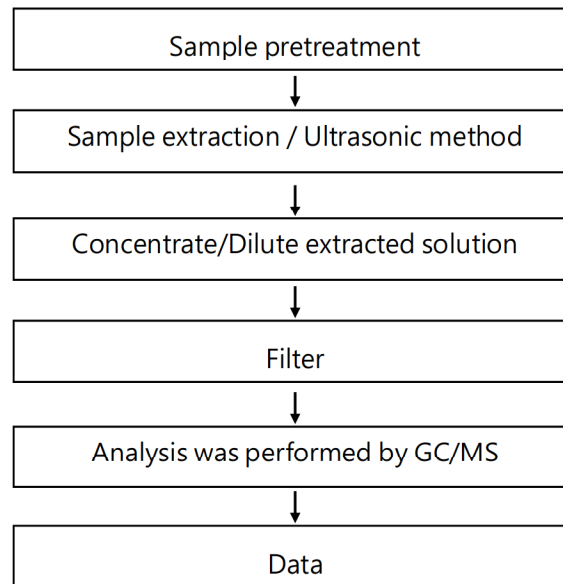 Sample pretreatment
Sample extraction / Ultrasonic method
Concentrate/Dilute extracted solution
Filter
Analysis was performed by GC/MS
Data